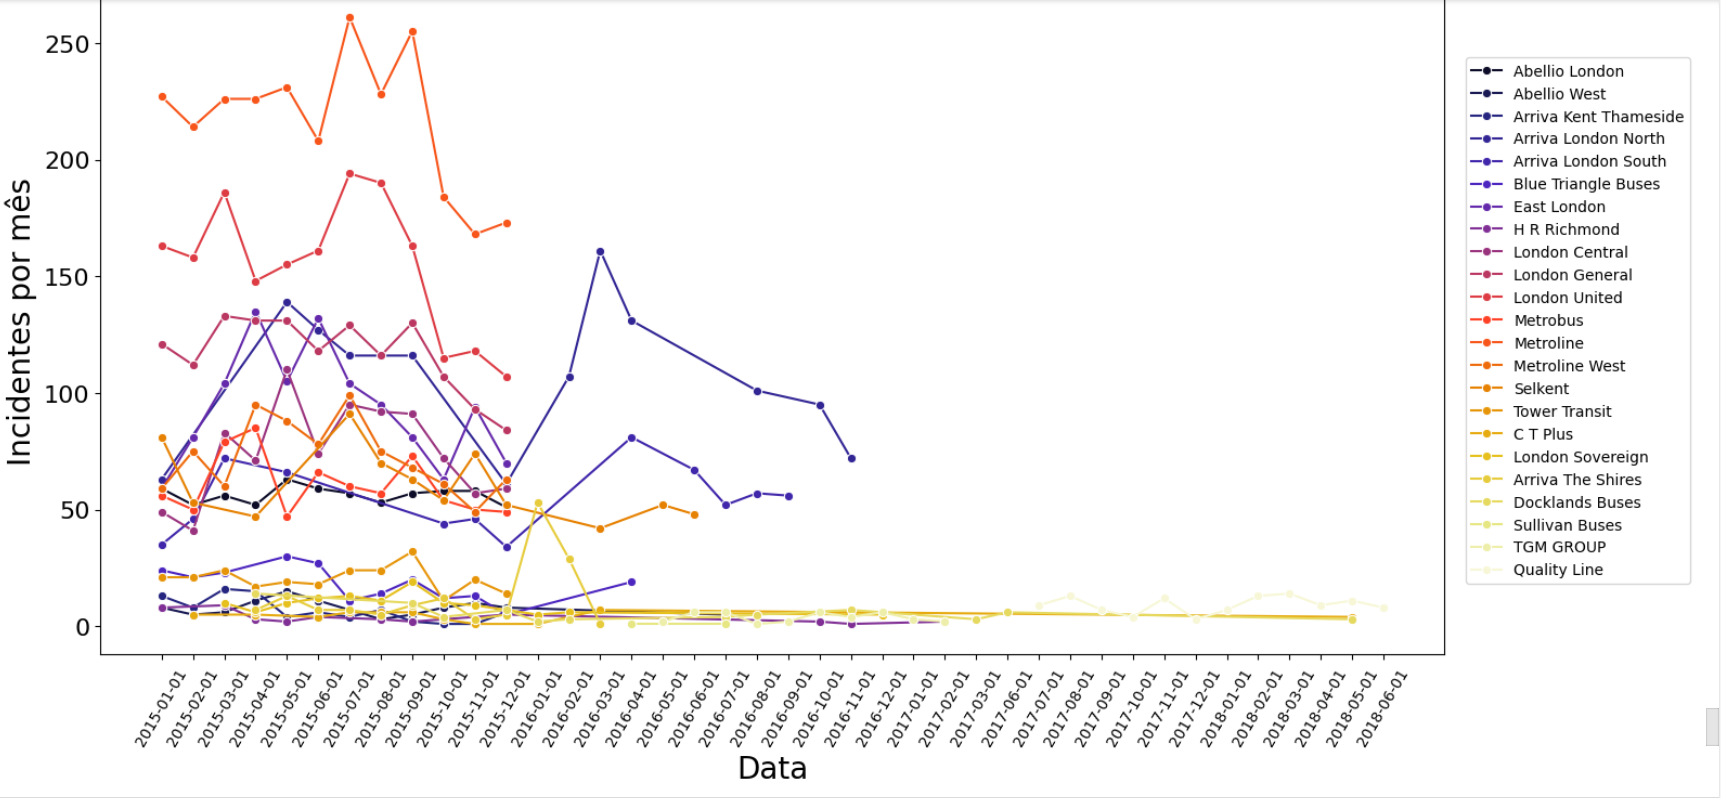 Incidentes por mês
250
200
150
100
50
0
2015-01-01
2015-02-01
2015-03-01
2015-04-01
2015-05-01
2015-06-01
2015-07-01
2015-08-01
2015-09-01
2015-10-01
2015-11-01
2015-12-01
2016-01-01
2016-02-01
2016-03-01
2016-04-01
2016-05-01
2016-06-01
2016-07-01
2016-08-01
2016-09-01
2016-10-01
2016-11-01
2016-12-01
2017-01-01
2017-02-01
2017-03-01
2017-06-01
2017-07-01
2017-08-01
2017-09-01
2017-10-01
2017-11-01
2017-12-01
2018-01-01
2018-02-01
2018-03-01
2018-04-01
2018-05-01
2018-06-01
Data
Abellio London
Abellio West
Arriva Kent Thameside
Arriva London North
Arriva London South
Blue Triangle Buses
East London
H R Richmond
London Central
London General
London United
Metrobus
Metroline
Metroline West
Selkent
Tower Transit
C T Plus
London Sovereign
Arriva The Shires
Docklands Buses
Sullivan Buses
TGM GROUP
Quality Line